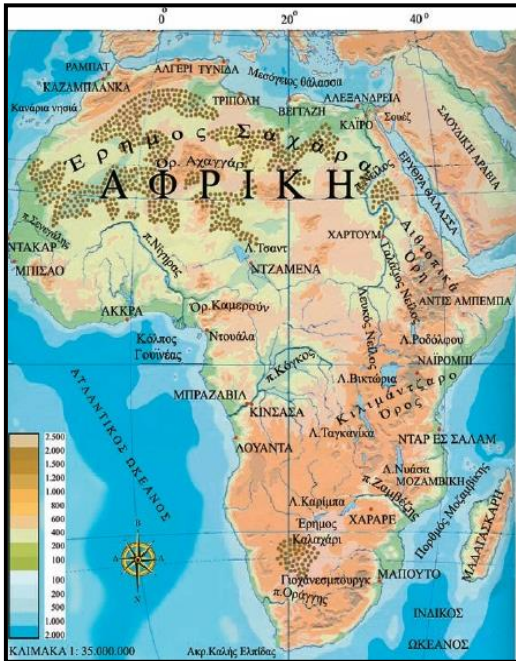 0° 20° 40°
ΡΑΜΠΑΤ
ΑΛΓΕΡΙ ΤΥΝΙΔΑ
Μεσόγειος θάλασσα
ΚΑΖΑΜΠΛΑΝΚΑ
Κανάρια νησιά
ΤΡΙΠΟΛΗ
ΒΕΓΓΑΖΗ
ΑΛΕΞΑΝΔΡΕΙΑ
ΚΑΪΡΟ
Σουέζ
Έρημος Σαχάρα
Ορ. Αχαγγάρ
ΣΑΟΥΔΙΚΗ ΑΡΑΒΙΑ
ΕΡΥΘΡΑ ΘΑΛΑΣΣΑ
ΑΦΡΙΚΗ
π.Σενεγάλης
ΝΤΑΚΑΡ
ΜΠΙΣΑΟ
π.Νίγηρας
Λ.Τσαντ
ΝΤΖΑΜΕΝΑ
ΧΑΡΤΟΥΜ
Γαλάζιος Νείλος
Αιθιοπικά Όρη
ΑΝΤΙΣ ΑΜΠΕΜΠΑ
ΑΚΚΡΑ
Όρ.Καμερούν
Ντουάλα
Κόλπος
Γουϊνέας
Λευκός Νείλος
Λ.Ροδόλφου
ΝΑΪΡΟΜΠΙ
π.Κόγκος
Λ.Βικτώρια
Κιλιμάντζαρο
Όρος
ΜΠΡΑΖΑΒΙΛ
ΚΙΝΣΑΣΑ
ΑΤΛΑΝΤΙΚΟΣ ΩΚΕΑΝΟΣ
ΛΟΥΑΝΤΑ
Λ.Ταγκανίκα
ΝΤΑΡ ΕΣ ΣΑΛΑΜ
Λ.Νυάσα
ΜΟΖΑΜΒΙΚΗ
π.Ζαμβέζης
Λ.Καρίμπα
ΧΑΡΑΡΕ
Πορθμός Μοζαμβίκης
ΜΑΔΑΓΑΣΚΑΡΗ
Έρημος
Καλαχάρι
Γιοχάνεσμπουργκ
ΜΑΠΟΥΤΟ
π.Οράγγης
ΙΝΔΙΚΟΣ
ΩΚΕΑΝΟΣ
Ακρ.Καλής Ελπίδας
2.500
2.000
1.500
1.000
800
600
400
200
100
100
200
500
1.000
2.000
Β
Δ
Α
Ν
ΚΛΙΜΑΚΑ 1: 35.000.000